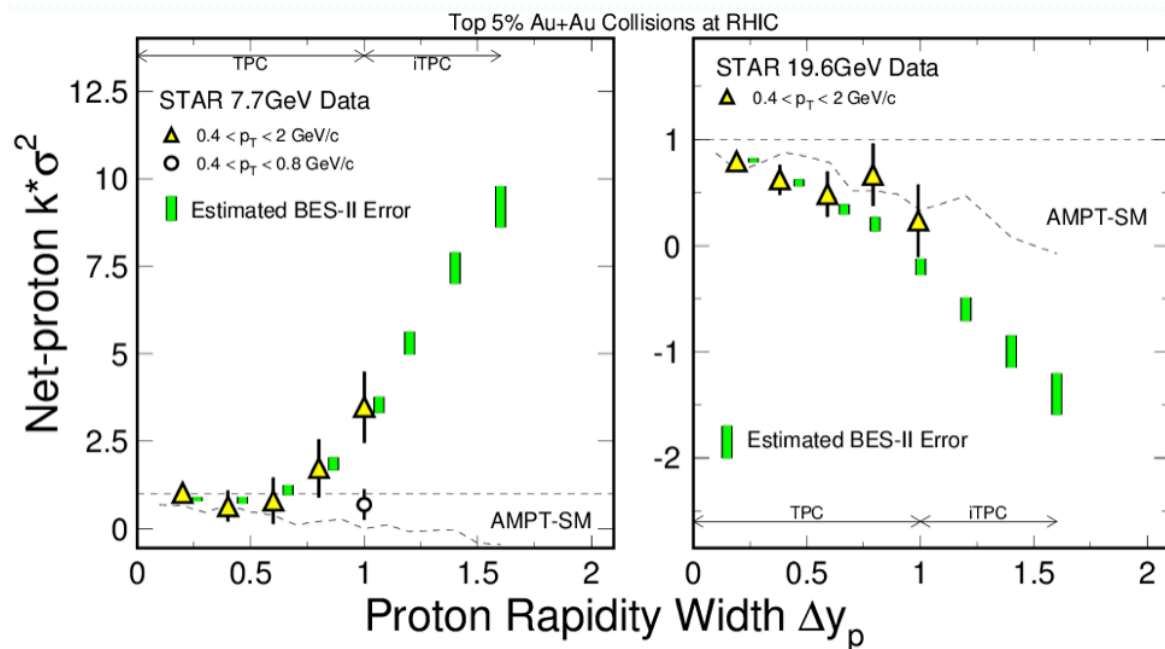 Top 5% Au+Au Collisions at RHIC
TPC
iTPC
STAR 7.7GeV Data
0.4 < p_T < 2 GeV/c
0.4 < p_T < 0.8 GeV/c
Estimated BES-II Error
AMPT-SM
12.5
10
7.5
5
2.5
0
Net-proton k*σ²
0 0.5 1 1.5 2
STAR 19.6GeV Data
0.4 < p_T < 2 GeV/c
AMPT-SM
Estimated BES-II Error
TPC
iTPC
1
0
-1
-2
0 0.5 1 1.5 2
Proton Rapidity Width Δy_p